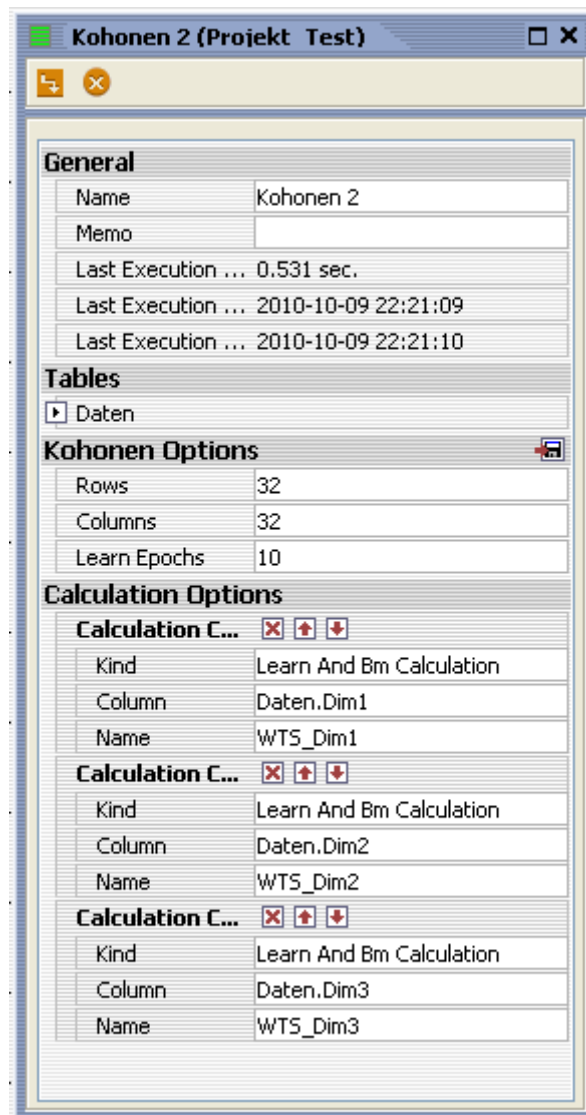 Kohonen 2 (Projekt Test)
General
Name Kohonen 2
Memo
Last Execution ... 0.531 sec.
Last Execution ... 2010-10-09 22:21:09
Last Execution ... 2010-10-09 22:21:10
Tables
Daten
Kohonen Options
Rows 32
Columns 32
Learn Epochs 10
Calculation Options
Calculation C...
Kind Learn And Bm Calculation
Column Daten.Dim1
Name WTS_Dim1
Calculation C...
Kind Learn And Bm Calculation
Column Daten.Dim2
Name WTS_Dim2
Calculation C...
Kind Learn And Bm Calculation
Column Daten.Dim3
Name WTS_Dim3